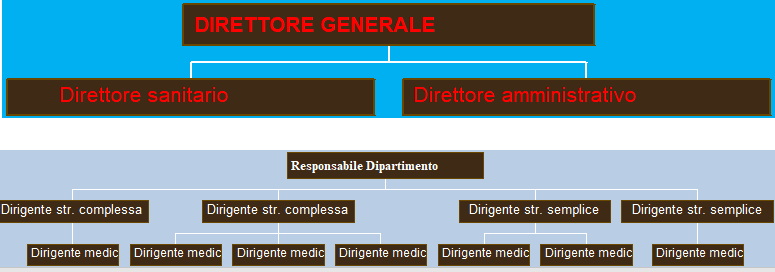 DIRETTORE GENERALE
Direttore sanitario
Direttore amministrativo
Responsabile Dipartimento
Dirigente str. complessa
Dirigente str. complessa
Dirigente str. semplice
Dirigente str. semplice
Dirigente medic
Dirigente medic
Dirigente medic
Dirigente medic
Dirigente medic
Dirigente medic
Dirigente medic